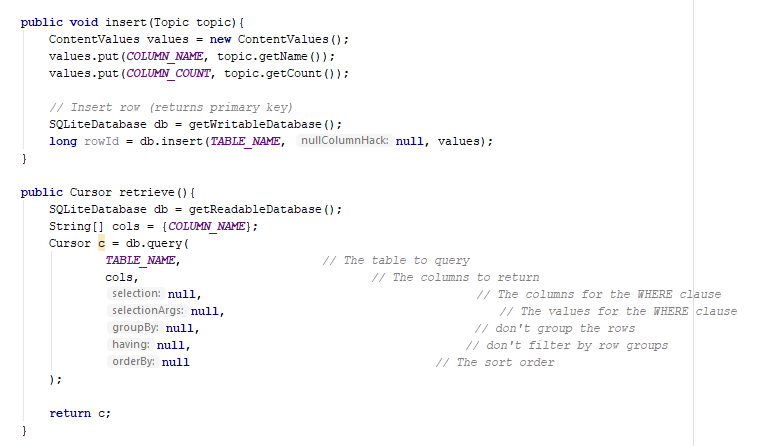 public void insert(Topic topic){
ContentValues values = new ContentValues();
values.put(COLUMN_NAME, topic.getName());
values.put(COLUMN_COUNT, topic.getCount());
// Insert row (returns primary key)
SQLiteDatabase db = getWritableDatabase();
long rowId = db.insert(TABLE_NAME, nullColumnHack: null, values);
}
public Cursor retrieve(){
SQLiteDatabase db = getReadableDatabase();
String[] cols = {COLUMN_NAME};
Cursor c = db.query(
TABLE_NAME, // The table to query
cols, // The columns to return
selection: null, // The columns for the WHERE clause
selectionArgs: null, // The values for the WHERE clause
groupBy: null, // don't group the rows
having: null, // don't filter by row groups
orderBy: null // The sort order
);
return c;
}